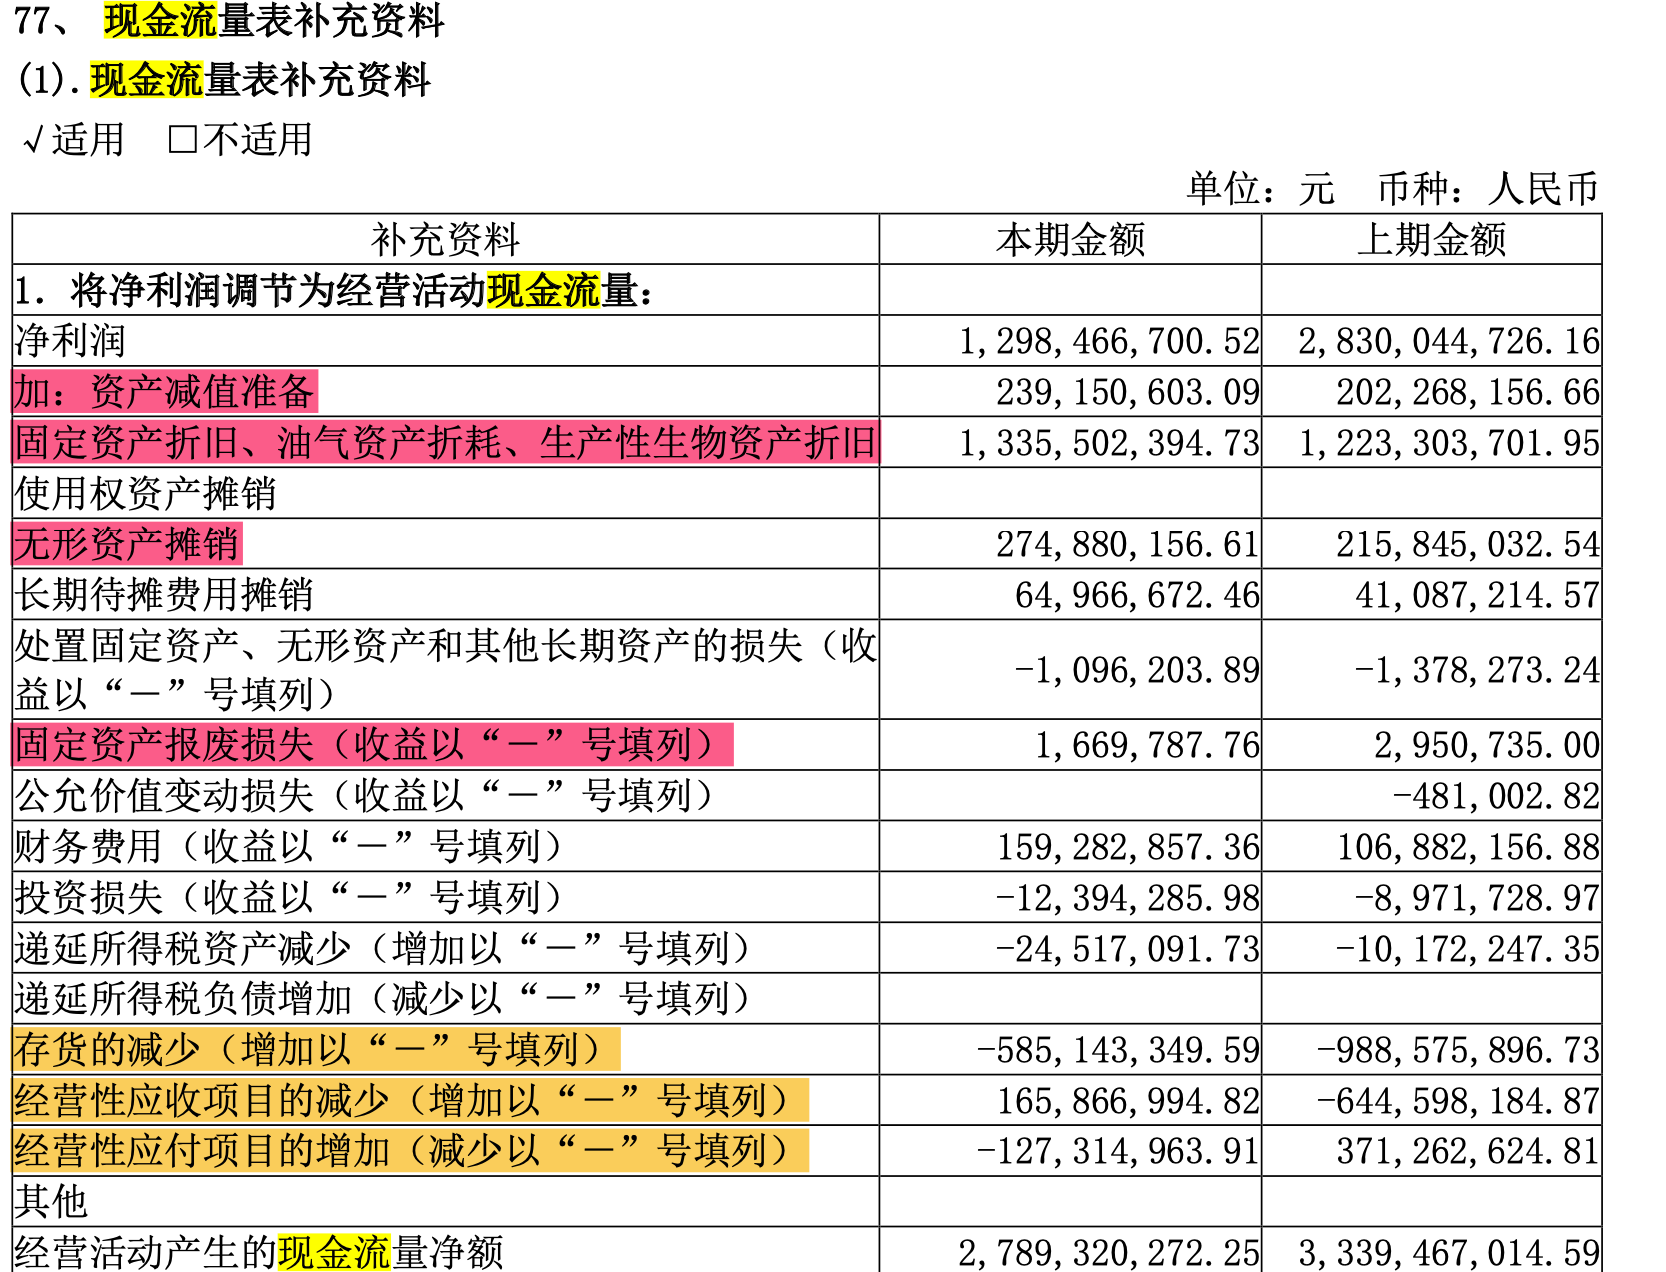 77、 现金流量表补充资料
(1).现金流量表补充资料
√适用 □不适用
单位：元 币种：人民币
补充资料 本期金额 上期金额
1．将净利润调节为经营活动现金流量：
净利润 1,298,466,700.52 2,830,044,726.16
加：资产减值准备 239,150,603.09 202,268,156.66
固定资产折旧、油气资产折耗、生产性生物资产折旧 1,335,502,394.73 1,223,303,701.95
使用权资产摊销
无形资产摊销 274,880,156.61 215,845,032.54
长期待摊费用摊销 64,966,672.46 41,087,214.57
处置固定资产、无形资产和其他长期资产的损失（收
益以“－”号填列） -1,096,203.89 -1,378,273.24
固定资产报废损失（收益以“－”号填列） 1,669,787.76 2,950,735.00
公允价值变动损失（收益以“－”号填列） -481,002.82
财务费用（收益以“－”号填列） 159,282,857.36 106,882,156.88
投资损失（收益以“－”号填列） -12,394,285.98 -8,971,728.97
递延所得税资产减少（增加以“－”号填列） -24,517,091.73 -10,172,247.35
递延所得税负债增加（减少以“－”号填列）
存货的减少（增加以“－”号填列） -585,143,349.59 -988,575,896.73
经营性应收项目的减少（增加以“－”号填列） 165,866,994.82 -644,598,184.87
经营性应付项目的增加（减少以“－”号填列） -127,314,963.91 371,262,624.81
其他
经营活动产生的现金流量净额 2,789,320,272.25 3,339,467,014.59